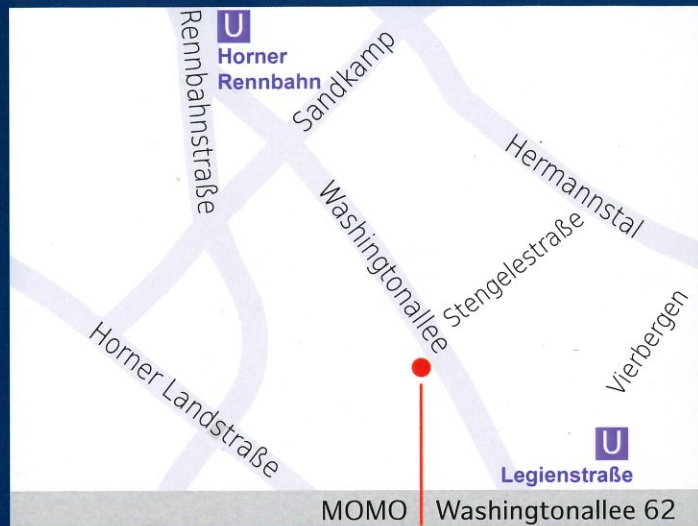 U
Horner
Rennbahn
Rennbahnstraße
Sandkamp
Hermannstal
Washingtonallee
Stengelestraße
Vierbergen
Horner Landstraße
U
Legienstraße
MOMO Washingtonallee 62